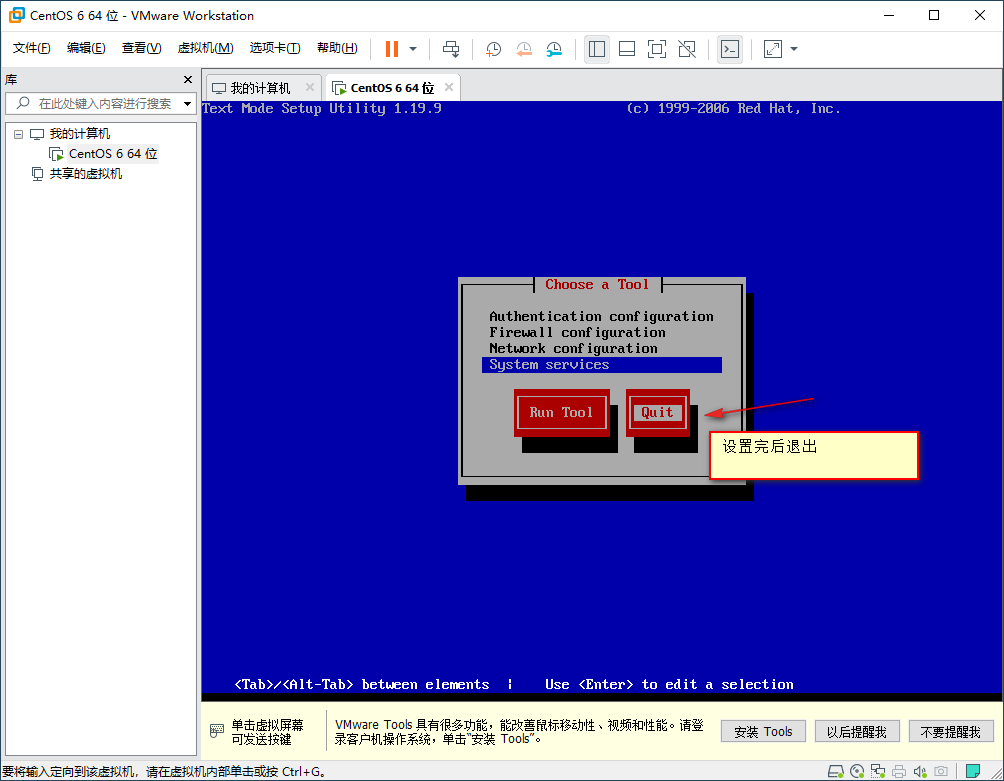 CentOS 6 64 位 - VMware Workstation
文件(F) 编辑(E) 查看(V) 虚拟机(M) 选项卡(T) 帮助(H)
库
在此处键入内容进行搜索
我的计算机
CentOS 6 64 位
共享的虚拟机
我的计算机 CentOS 6 64 位
Text Mode Setup Utility 1.19.9 (c) 1999-2006 Red Hat, Inc.
Choose a Tool
Authentication configuration
Firewall configuration
Network configuration
System services
Run Tool Quit
设置完后退出
<Tab>/<Alt-Tab> between elements | Use <Enter> to edit a selection
单击虚拟屏幕
可发送按键
VMware Tools 具有很多功能，能改善鼠标移动性、视频和性能。请登
录客户机操作系统，单击“安装 Tools”。
安装 Tools 以后提醒我 不要提醒我
要将输入定向到该虚拟机，请在虚拟机内部单击或按 Ctrl+G。